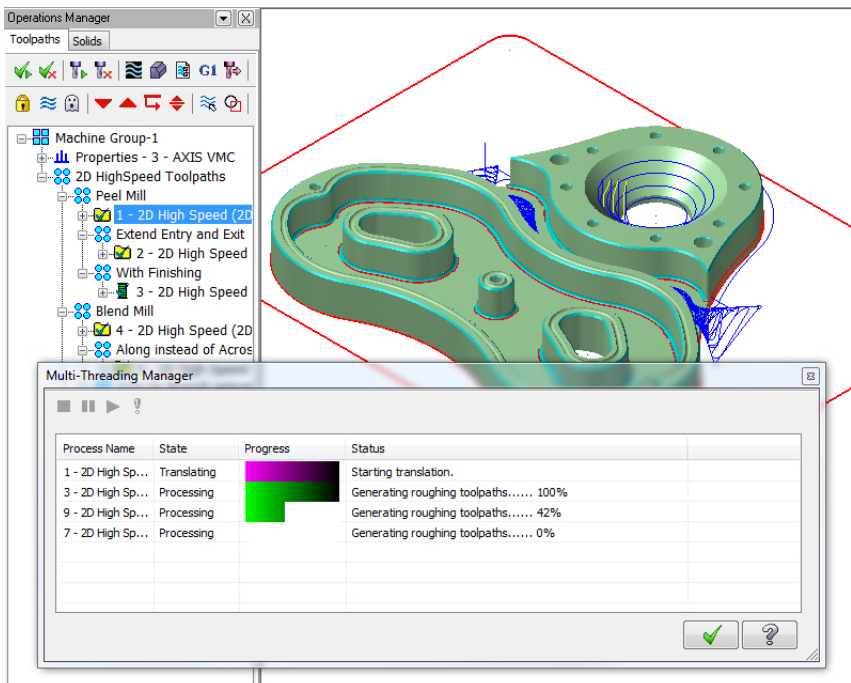 Operations Manager
Toolpaths Solids
G1
Machine Group-1
Properties - 3 - AXIS VMC
2D HighSpeed Toolpaths
Peel Mill
1 - 2D High Speed (2D
Extend Entry and Exit
2 - 2D High Speed
With Finishing
3 - 2D High Speed
Blend Mill
4 - 2D High Speed (2D
Along instead of Acros
Multi-Threading Manager
Process Name State Progress Status
1 - 2D High Sp... Translating Starting translation.
3 - 2D High Sp... Processing Generating roughing toolpaths...... 100%
9 - 2D High Sp... Processing Generating roughing toolpaths...... 42%
7 - 2D High Sp... Processing Generating roughing toolpaths...... 0%